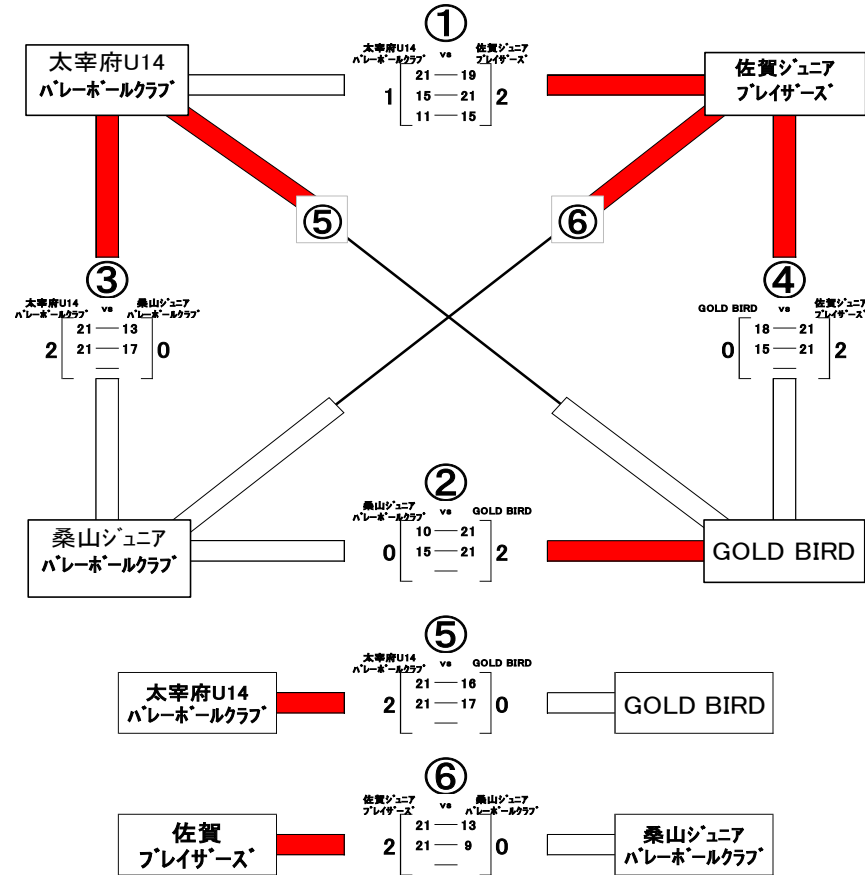 ①
太宰府U14
バレーボールクラブ
太宰府U14
バレーボールクラブ
vs
佐賀ジュニア
ブレイザーズ
1
21 — 19
15 — 21
11 — 15
2
佐賀ジュニア
ブレイザーズ
⑤
⑥
③
太宰府U14
バレーボールクラブ
vs
桑山ジュニア
バレーボールクラブ
2
21 — 13
21 — 17
—
0
④
GOLD BIRD
vs
佐賀ジュニア
ブレイザーズ
0
18 — 21
15 — 21
—
2
②
桑山ジュニア
バレーボールクラブ
桑山ジュニア
バレーボールクラブ
vs
GOLD BIRD
0
10 — 21
15 — 21
—
2
GOLD BIRD
⑤
太宰府U14
バレーボールクラブ
太宰府U14
バレーボールクラブ
vs
GOLD BIRD
2
21 — 16
21 — 17
—
0
GOLD BIRD
⑥
佐賀
ブレイザーズ
佐賀ジュニア
ブレイザーズ
vs
桑山ジュニア
バレーボールクラブ
2
21 — 13
21 — 9
—
0
桑山ジュニア
バレーボールクラブ